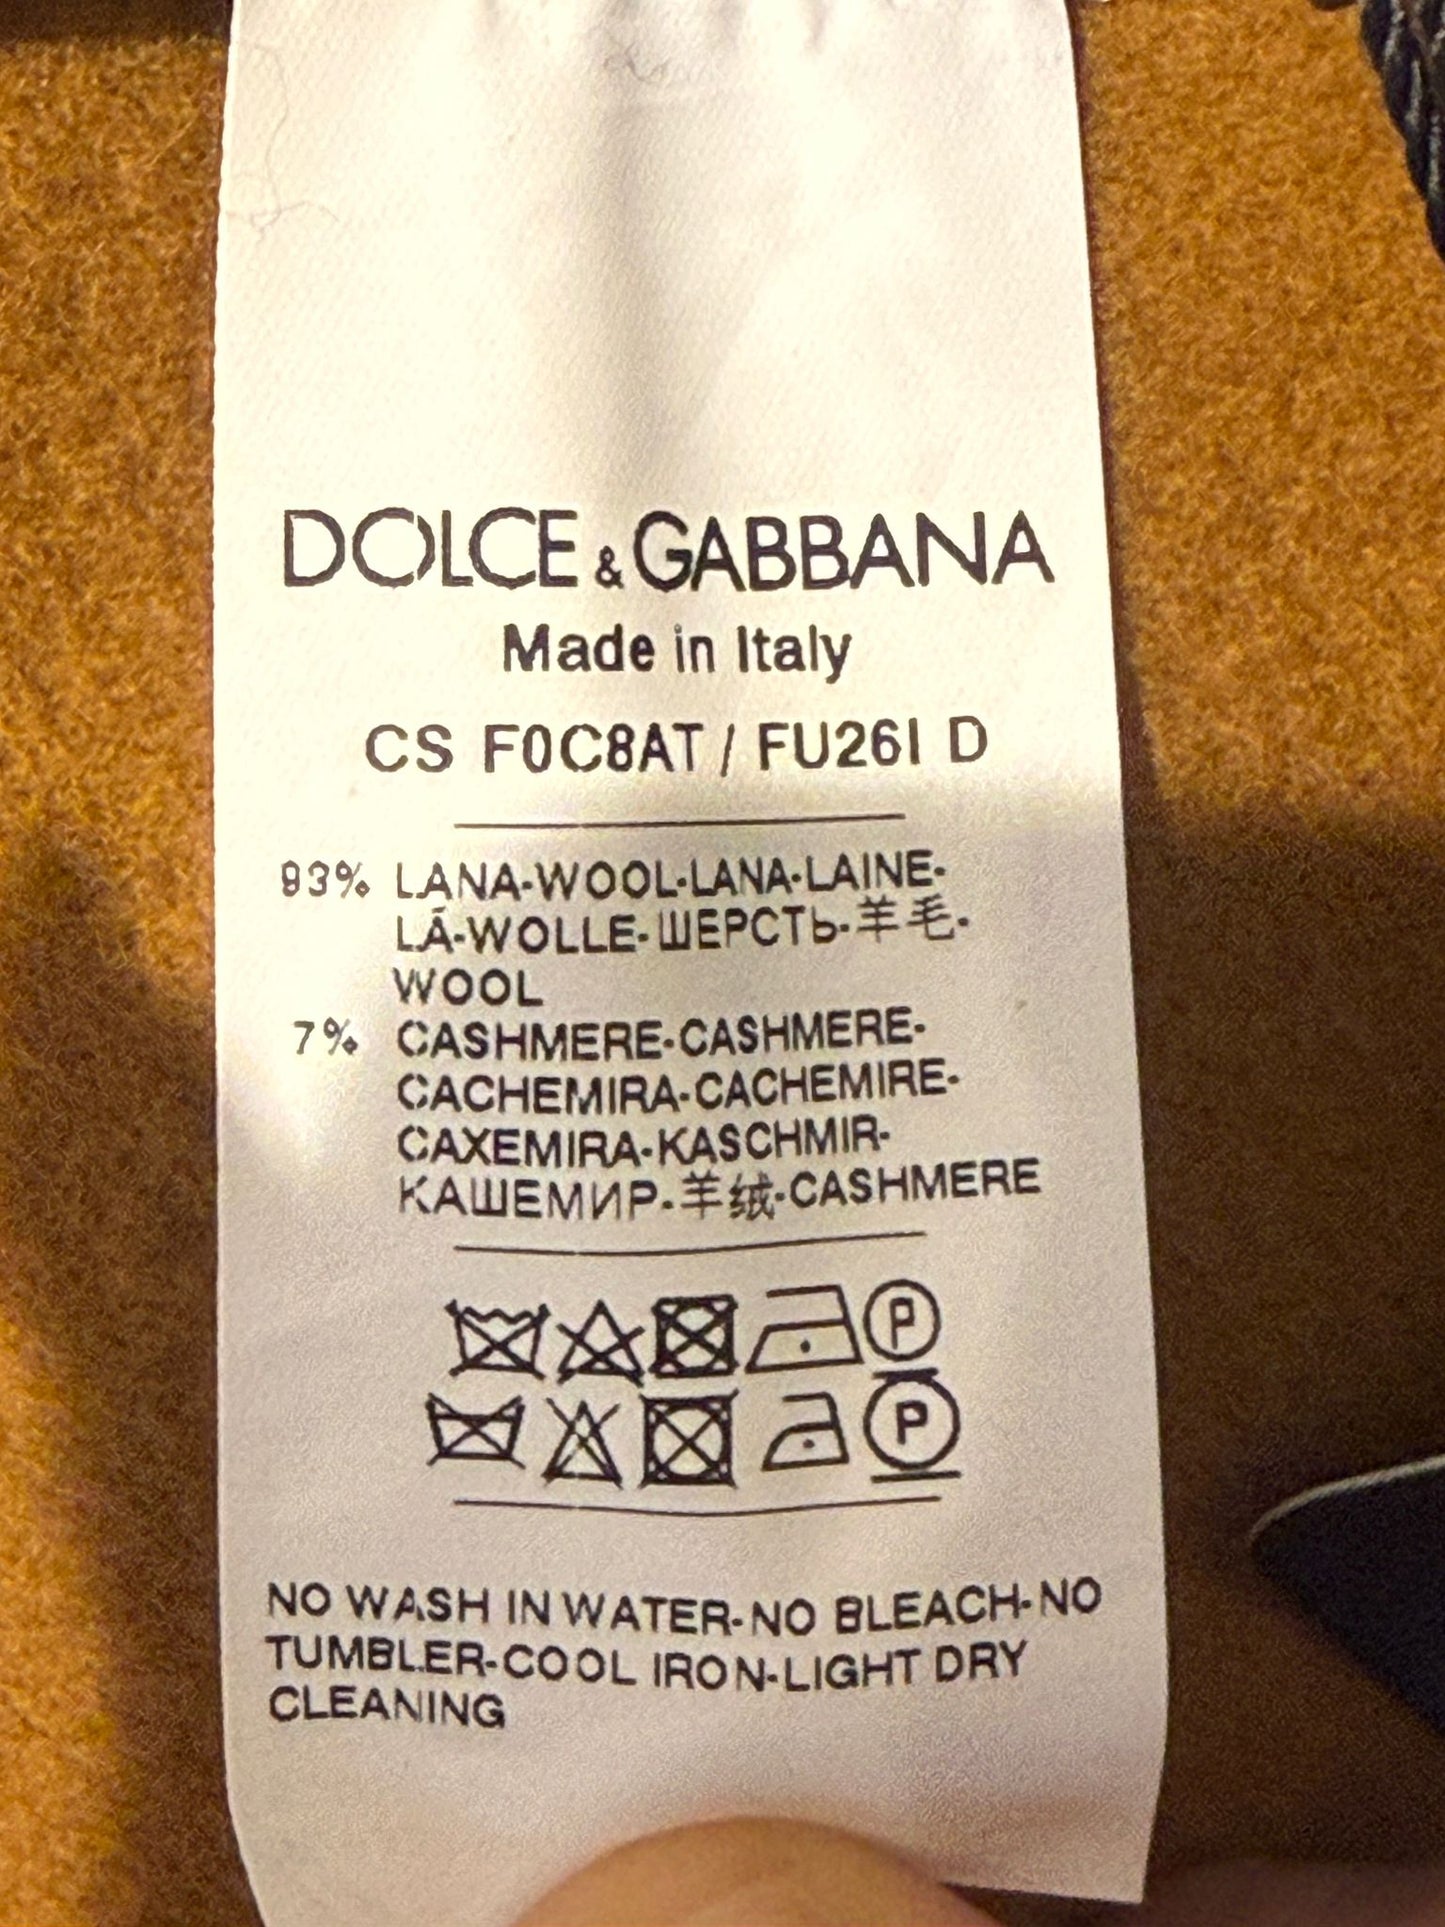 DOLCE & GABBANA
Made in Italy
CS F0C8AT / FU26I D
93% LANA-WOOL-LANA-LAINE-
LÃ-WOLLE-ШЕРСТЬ-羊毛-
WOOL
7% CASHMERE-CASHMERE-
CACHEMIRA-CACHEMIRE-
CAXEMIRA-KASCHMIR-
КАШЕМИР-羊绒-CASHMERE
P
P
NO WASH IN WATER-NO BLEACH-NO
TUMBLER-COOL IRON-LIGHT DRY
CLEANING